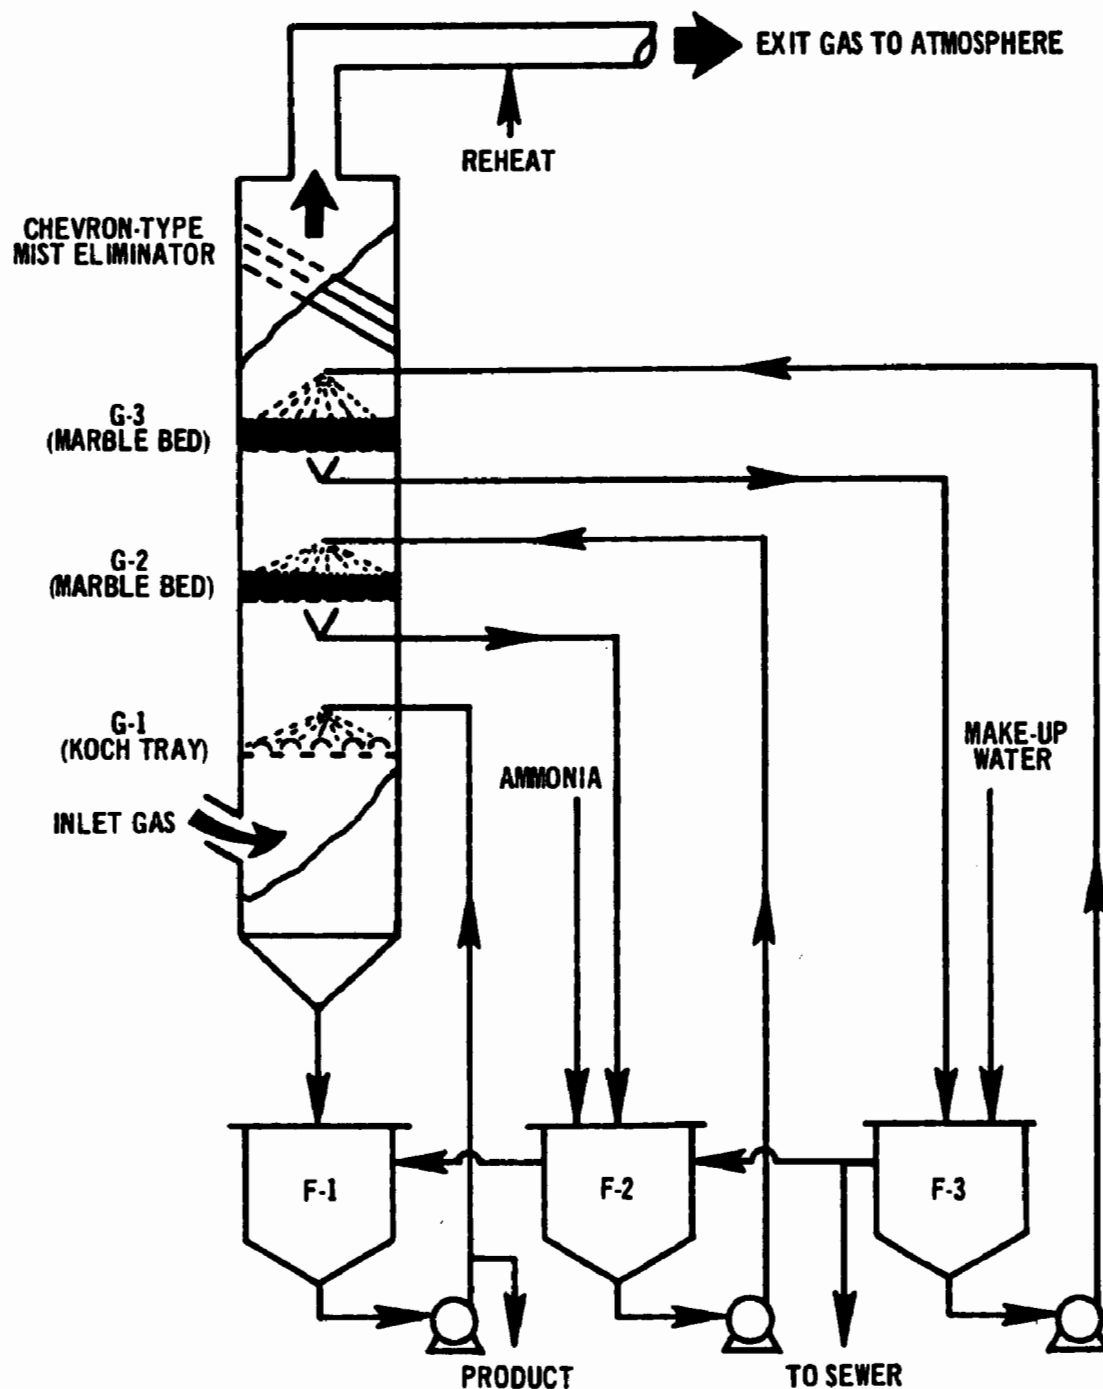 EXIT GAS TO ATMOSPHERE
REHEAT
CHEVRON-TYPE
MIST ELIMINATOR
G-3
(MARBLE BED)
G-2
(MARBLE BED)
G-1
(KOCH TRAY)
MAKE-UP
WATER
AMMONIA
INLET GAS
F-1
F-2
F-3
PRODUCT
TO SEWER